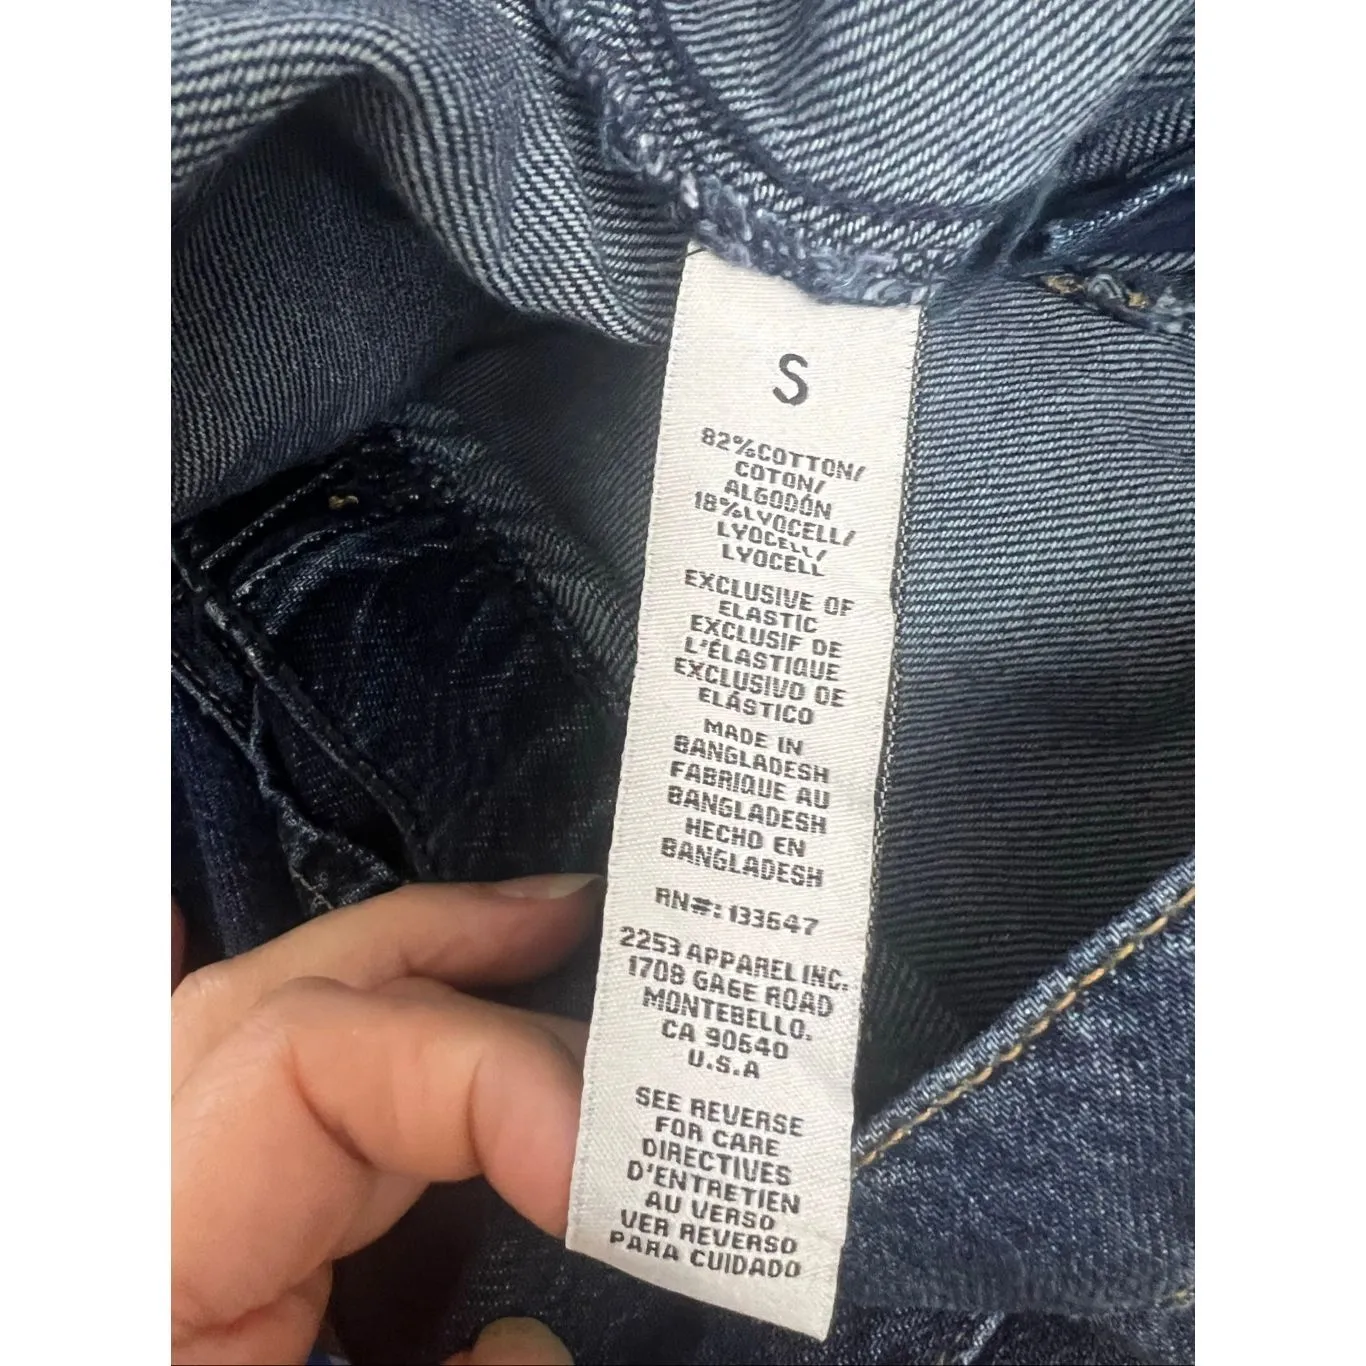 S
82%COTTON/
COTON/
ALGODÓN
18%LYOCELL/
LYOCELL/
LYOCELL
EXCLUSIVE OF
ELASTIC
EXCLUSIF DE
L'ÉLASTIQUE
EXCLUSIVO DE
ELÁSTICO
MADE IN
BANGLADESH
FABRIQUE AU
BANGLADESH
HECHO EN
BANGLADESH
RN#: 133647
2253 APPAREL INC.
1708 GAGE ROAD
MONTEBELLO.
CA 90640
U.S.A
SEE REVERSE
FOR CARE
DIRECTIVES
D'ENTRETIEN
AU VERSO
VER REVERSO
PARA CUIDADO